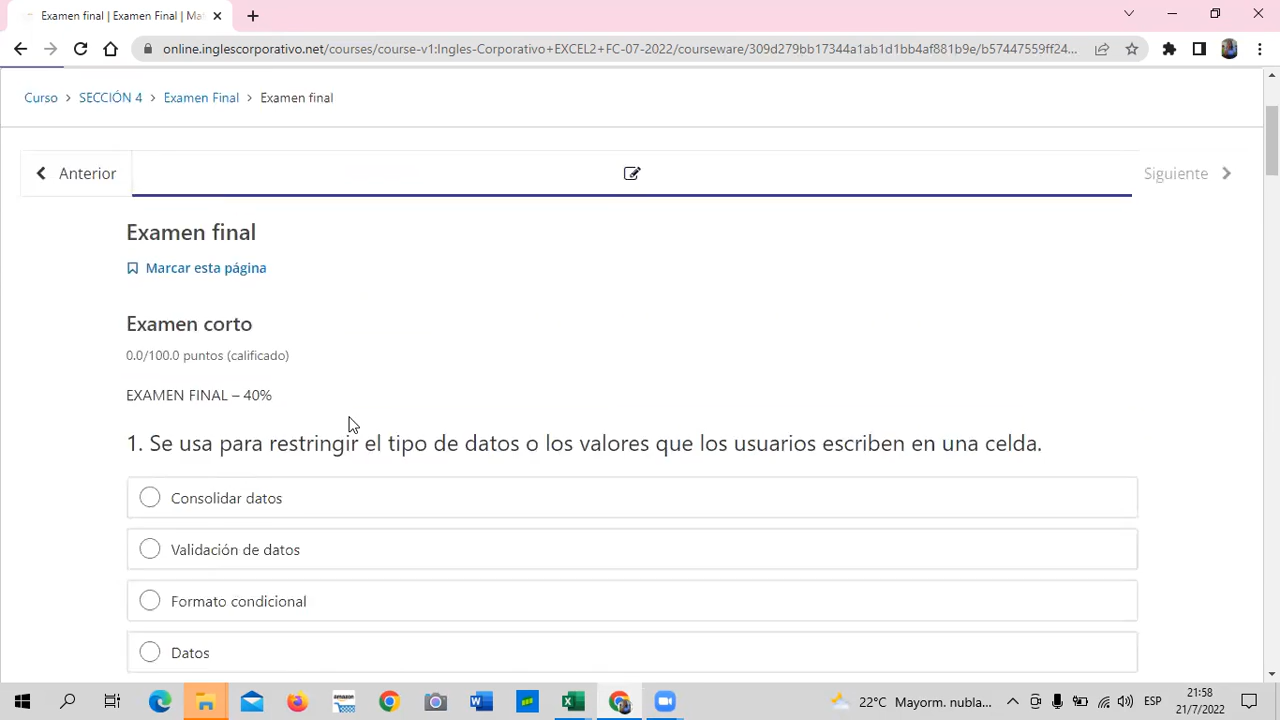 Examen final | Examen Final | Ma
online.inglescorporativo.net/courses/course-v1:Ingles-Corporativo+EXCEL2+FC-07-2022/courseware/309d279bb17344a1ab1d1bb4af881b9e/b57447559ff24...
Curso > SECCIÓN 4 > Examen Final > Examen final
Anterior
Siguiente
Examen final
Marcar esta página
Examen corto
0.0/100.0 puntos (calificado)
EXAMEN FINAL – 40%
1. Se usa para restringir el tipo de datos o los valores que los usuarios escriben en una celda.
Consolidar datos
Validación de datos
Formato condicional
Datos
22°C Mayorm. nubla...
ESP
21:58
21/7/2022